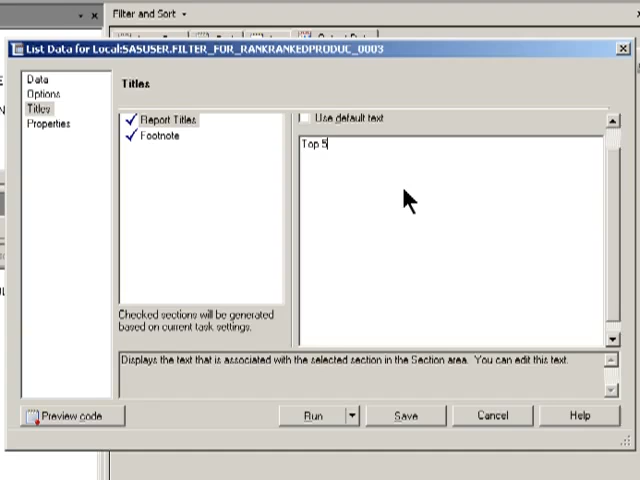 Filter and Sort
List Data for Local:SASUSER.FILTER_FOR_RANKRANKEDPRODUC_0003
Data
Options
Titles
Properties
Titles
Report Titles
Footnote
Use default text
Top 5
Checked sections will be generated
based on current task settings.
Displays the text that is associated with the selected section in the Section area. You can edit this text.
Preview code
Run
Save
Cancel
Help